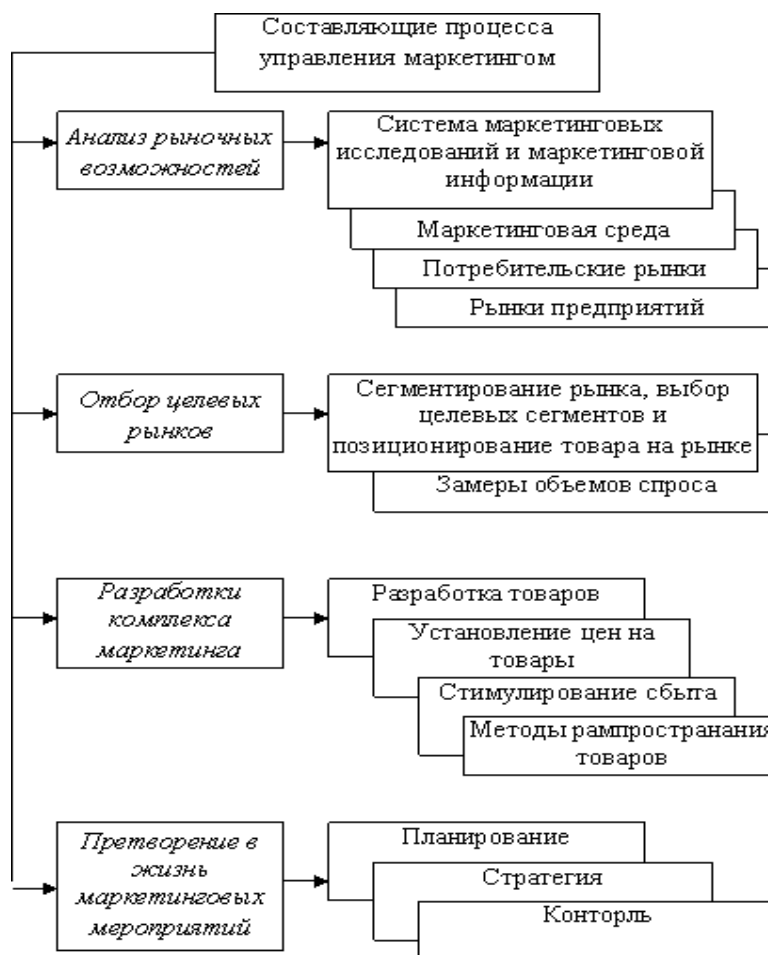 Составляющие процесса
управления маркетингом
Анализ рыночных
возможностей
Система маркетинговых
исследований и маркетинговой
информации
Маркетинговая среда
Потребительские рынки
Рынки предприятий
Отбор целевых
рынков
Сегментирование рынка, выбор
целевых сегментов и
позиционирование товара на рынке
Замеры объемов спроса
Разработки
комплекса
маркетинга
Разработка товаров
Установление цен на
товары
Стимулирование сбыта
Методы рампространания
товаров
Претворение в
жизнь
маркетинговых
мероприятий
Планирование
Стратегия
Конторль